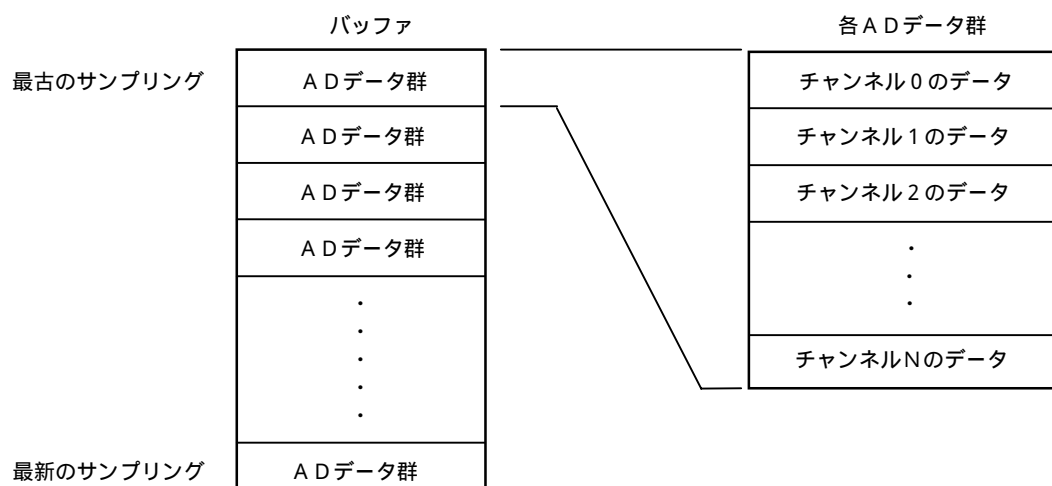 バッファ
各ADデータ群
最古のサンプリング
ADデータ群
ADデータ群
ADデータ群
ADデータ群
・
・
・
・
・
最新のサンプリング
ADデータ群
チャンネル0のデータ
チャンネル1のデータ
チャンネル2のデータ
・
・
・
チャンネルNのデータ